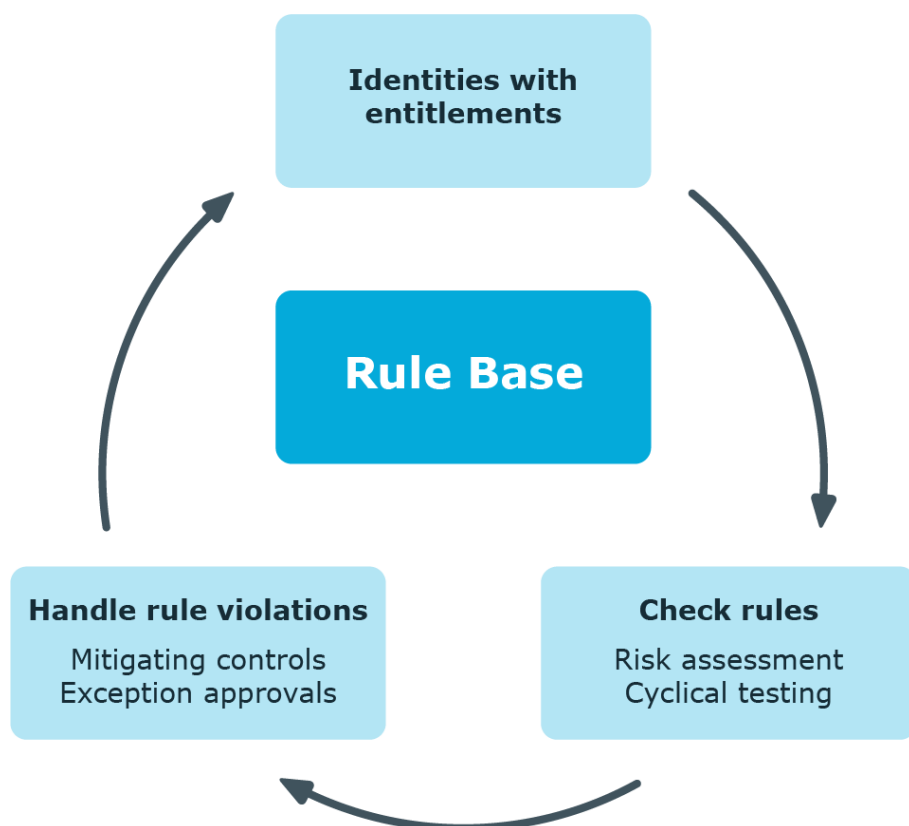 Identities with
entitlements
Rule Base
Handle rule violations
Mitigating controls
Exception approvals
Check rules
Risk assessment
Cyclical testing